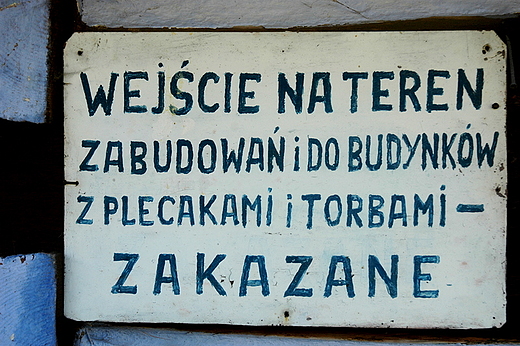 WEJŚCIE NA TEREN
ZABUDOWAŃ i DO BUDYNKÓW
Z PLECAKAMi i TORBAMi –
ZAKAZANE